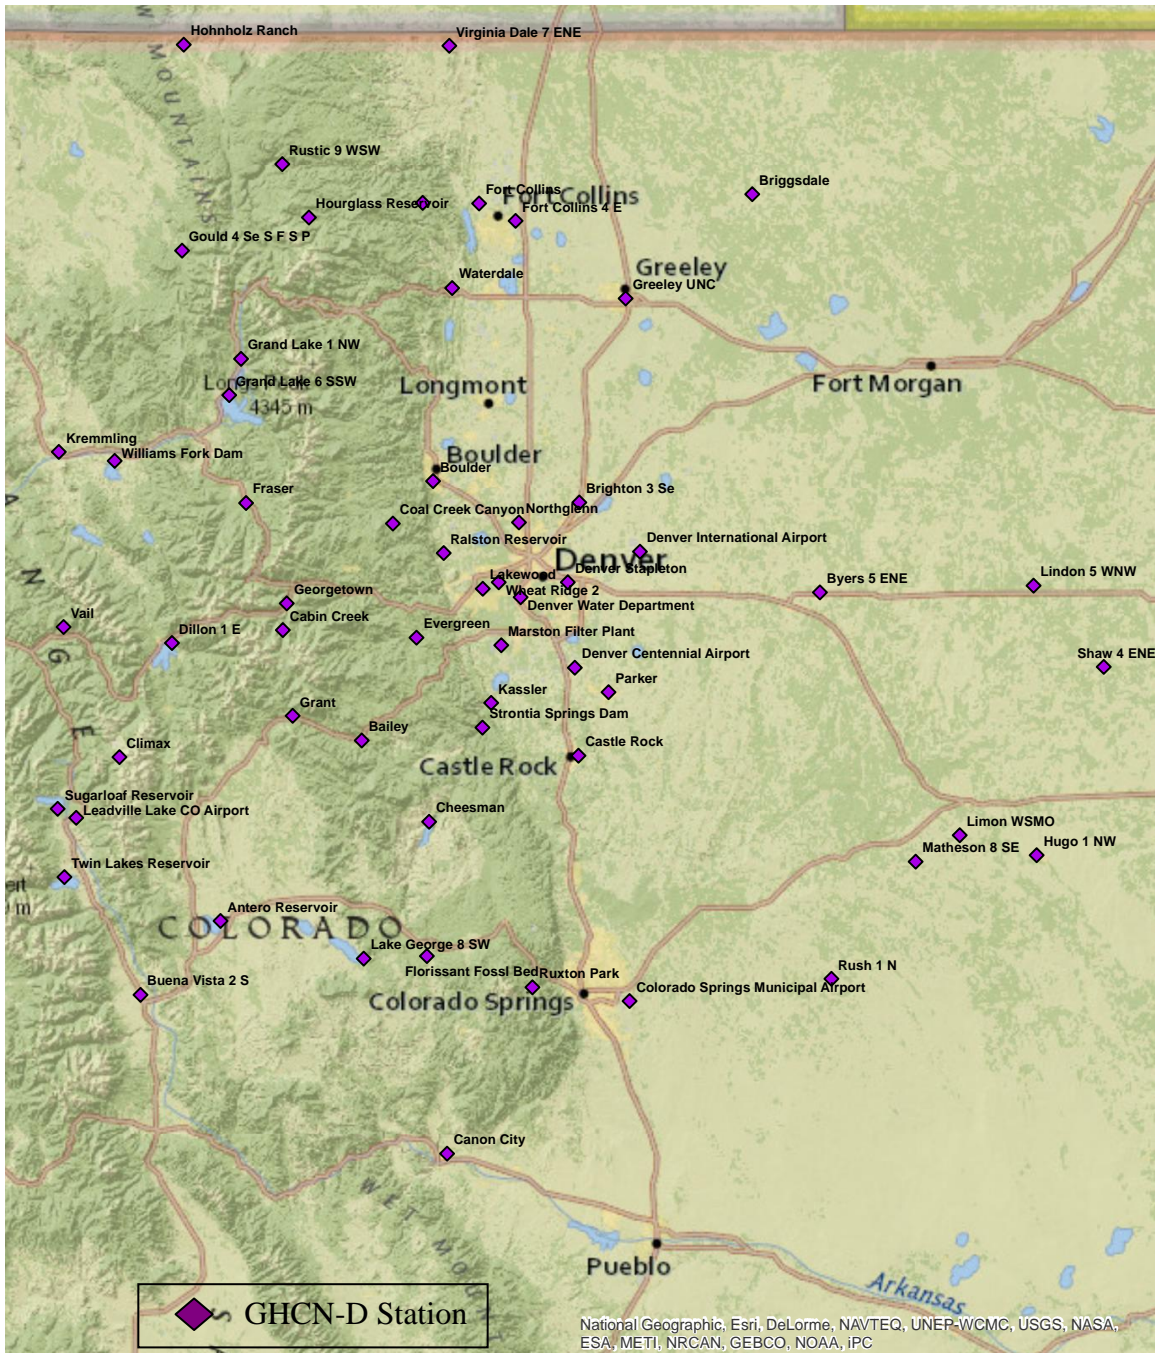 Hohnholz Ranch
Virginia Dale 7 ENE
W
MOUNTAINS
Rustic 9 WSW
Briggsdale
Fort Collins
Fort Collins
Hourglass Reservoir
Fort Collins 4 E
Gould 4 Se S F S P
Greeley
Waterdale
Greeley UNC
Grand Lake 1 NW
Grand Lake 6 SSW
4345 m
Longmont
Fort Morgan
Kremmling
Williams Fork Dam
Boulder
Boulder
Fraser
Brighton 3 Se
Coal Creek Canyon
Northglenn
Ralston Reservoir
Denver International Airport
Denver
Lakewood
Denver Stapleton
Wheat Ridge 2
Byers 5 ENE
Lindon 5 WNW
Georgetown
Denver Water Department
Vail
Cabin Creek
Evergreen
Dillon 1 E
Marston Filter Plant
Denver Centennial Airport
Shaw 4 ENE
A
N
G
E
Kassler
Parker
Grant
Strontia Springs Dam
Bailey
Castle Rock
Climax
Castle Rock
Sugarloaf Reservoir
Leadville Lake CO Airport
Cheesman
Limon WSMO
Matheson 8 SE
Hugo 1 NW
Twin Lakes Reservoir
ert
m
Antero Reservoir
COLORADO
Lake George 8 SW
Florissant Fossl Bed
Ruxton Park
Rush 1 N
Buena Vista 2 S
Colorado Springs
Colorado Springs Municipal Airport
Canon City
WET MOUNT
Pueblo
Arkansas
S
GHCN-D Station
National Geographic, Esri, DeLorme, NAVTEQ, UNEP-WCMC, USGS, NASA,
ESA, METI, NRCAN, GEBCO, NOAA, iPC